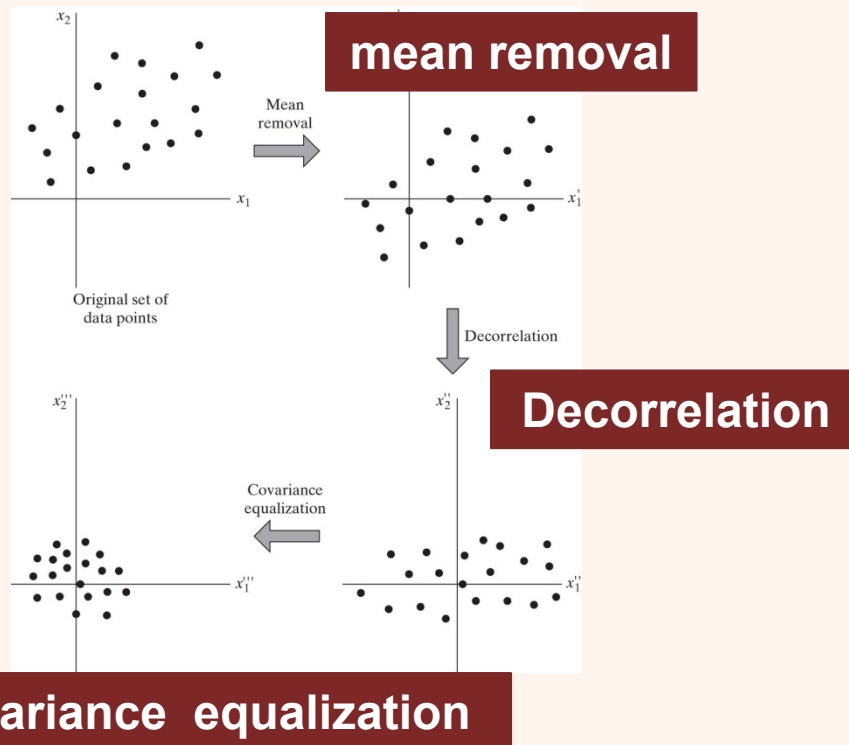 x₂
mean removal
Mean
removal
x₁
x₁'
Original set of
data points
Decorrelation
x₂'''
x₂''
Decorrelation
Covariance
equalization
x₁'''
x₁''
ariance equalization